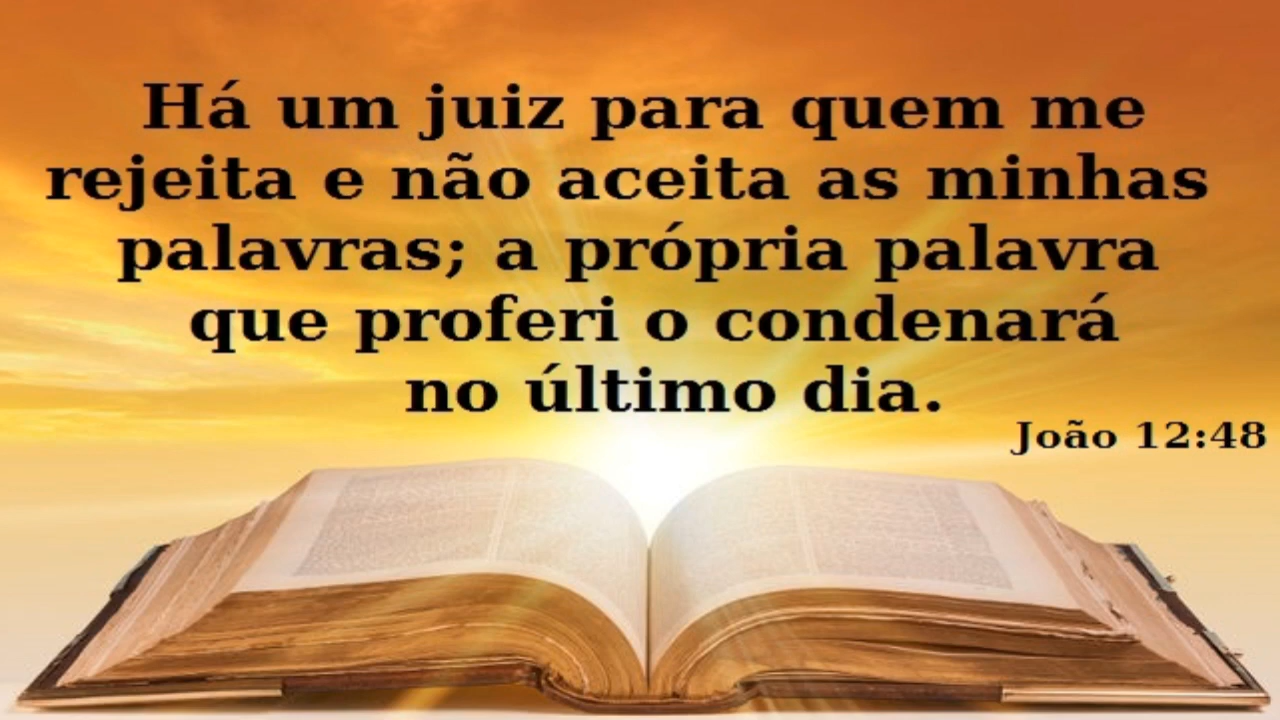 Há um juiz para quem me
rejeita e não aceita as minhas
palavras; a própria palavra
que proferi o condenará
no último dia.
João 12:48